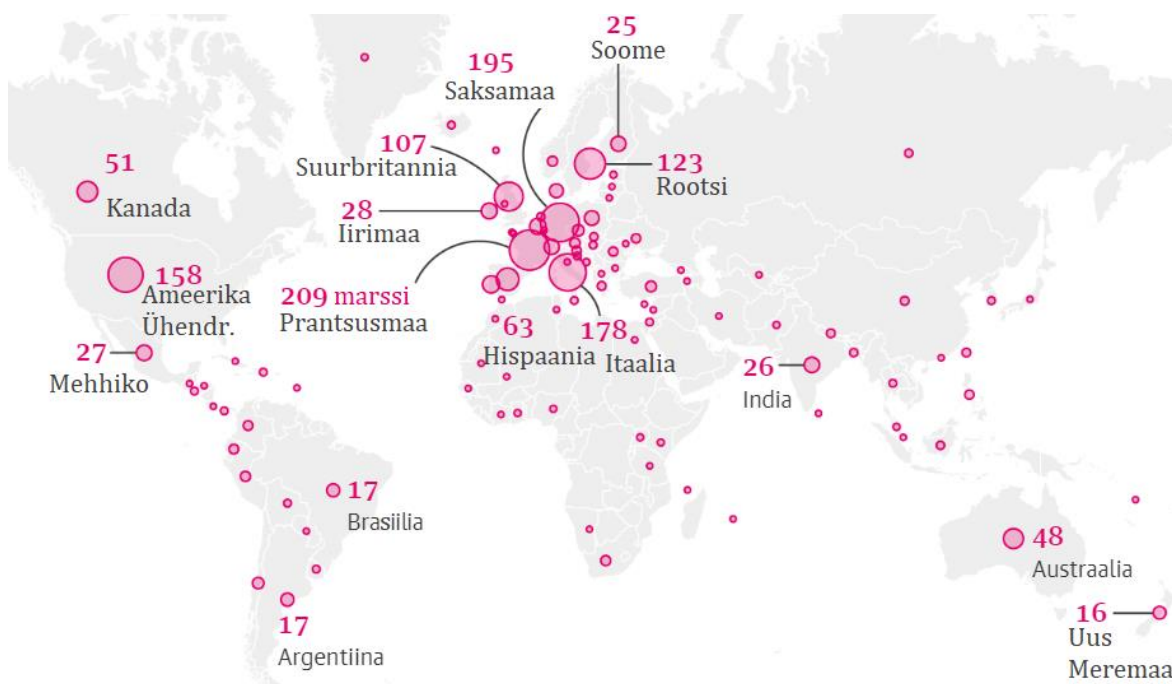 25
Soome
195
Saksamaa
107
Suurbritannia
123
Rootsi
51
Kanada
28
Iirimaa
158
Ameerika
Ühendr.
209 marssi
Prantsusmaa
63
Hispaania
178
Itaalia
27
Mehhiko
26
India
17
Brasiilia
48
Austraalia
17
Argentiina
16
Uus
Meremaa